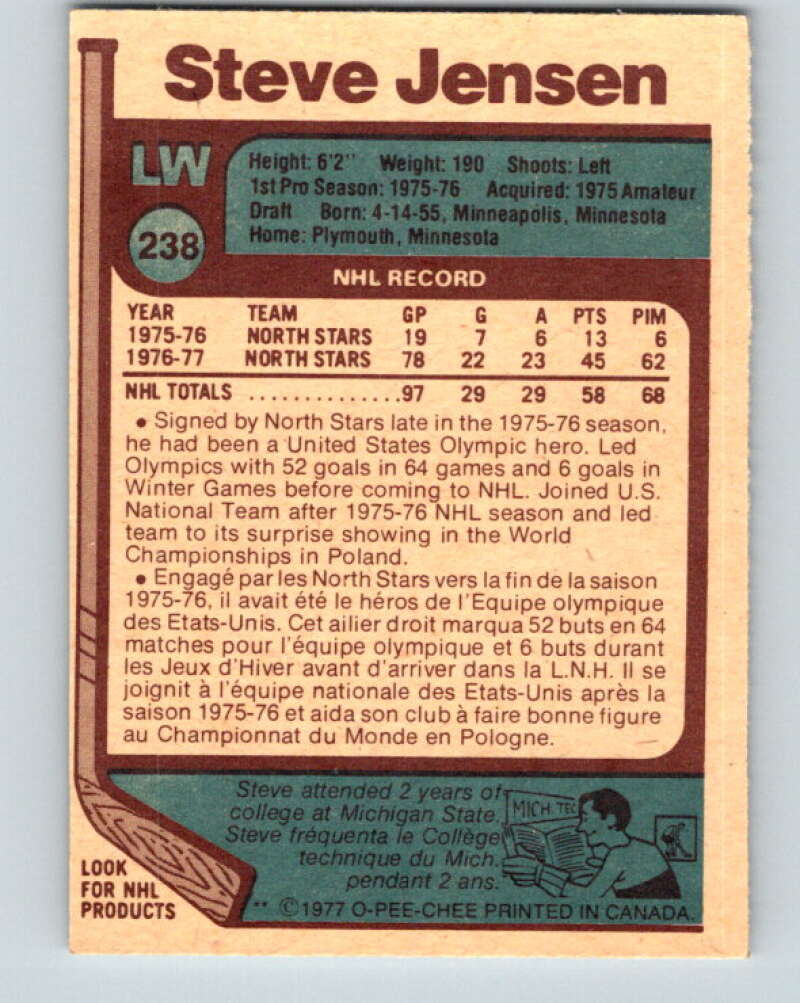 Steve Jensen
LW
238
Height: 6'2" Weight: 190 Shoots: Left
1st Pro Season: 1975-76 Acquired: 1975 Amateur
Draft Born: 4-14-55, Minneapolis, Minnesota
Home: Plymouth, Minnesota
NHL RECORD
YEAR TEAM GP G A PTS PIM
1975-76 NORTH STARS 19 7 6 13 6
1976-77 NORTH STARS 78 22 23 45 62
NHL TOTALS ..............97 29 29 58 68
• Signed by North Stars late in the 1975-76 season,
he had been a United States Olympic hero. Led
Olympics with 52 goals in 64 games and 6 goals in
Winter Games before coming to NHL. Joined U.S.
National Team after 1975-76 NHL season and led
team to its surprise showing in the World
Championships in Poland.
• Engagé par les North Stars vers la fin de la saison
1975-76, il avait été le héros de l'Equipe olympique
des Etats-Unis. Cet ailier droit marqua 52 buts en 64
matches pour l'équipe olympique et 6 buts durant
les Jeux d'Hiver avant d'arriver dans la L.N.H. Il se
joignit à l'équipe nationale des Etats-Unis après la
saison 1975-76 et aida son club à faire bonne figure
au Championnat du Monde en Pologne.
Steve attended 2 years of
college at Michigan State.
Steve fréquenta le Collège
technique du Mich.
pendant 2 ans.
MICH. TEC
LOOK
FOR NHL
PRODUCTS
** ©1977 O-PEE-CHEE PRINTED IN CANADA.